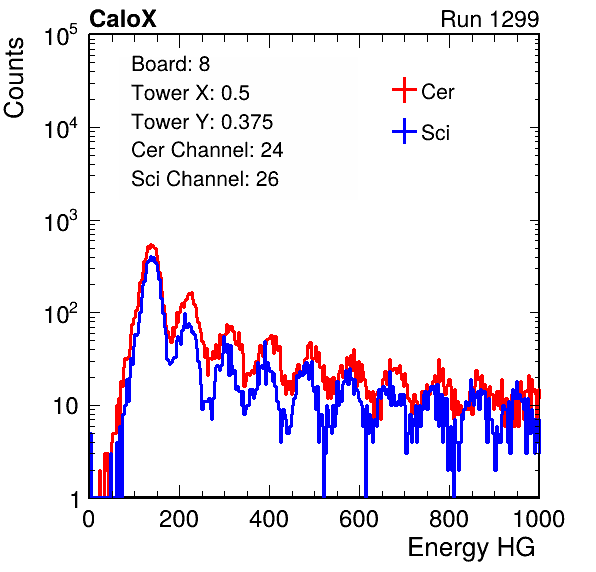 CaloX Run 1299
Counts
10^5
10^4
10^3
10^2
10
1
Board: 8
Tower X: 0.5
Tower Y: 0.375
Cer Channel: 24
Sci Channel: 26
Cer
Sci
0 200 400 600 800 1000
Energy HG